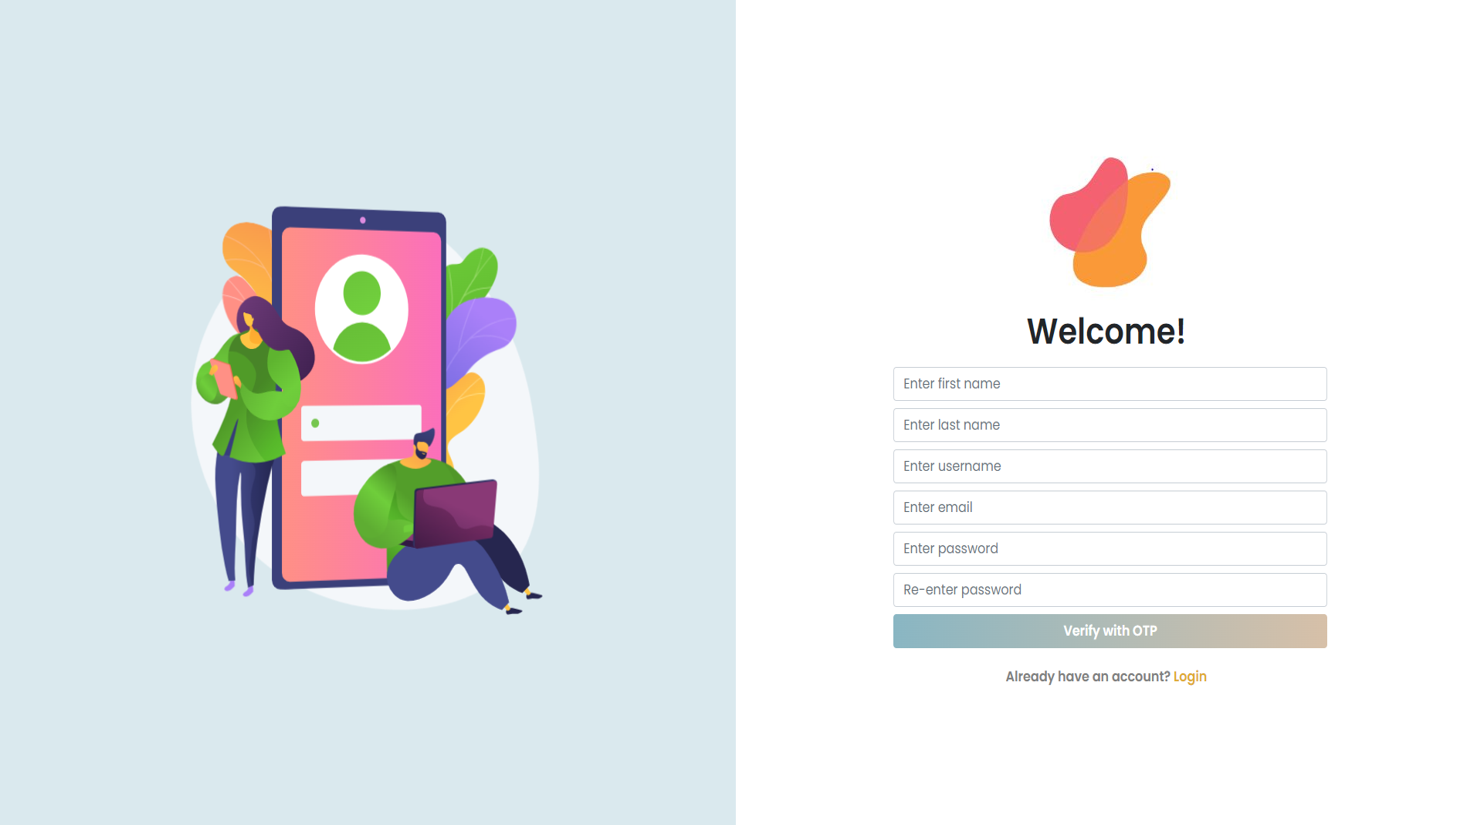 Welcome!
Enter first name
Enter last name
Enter username
Enter email
Enter password
Re-enter password
Verify with OTP
Already have an account? Login